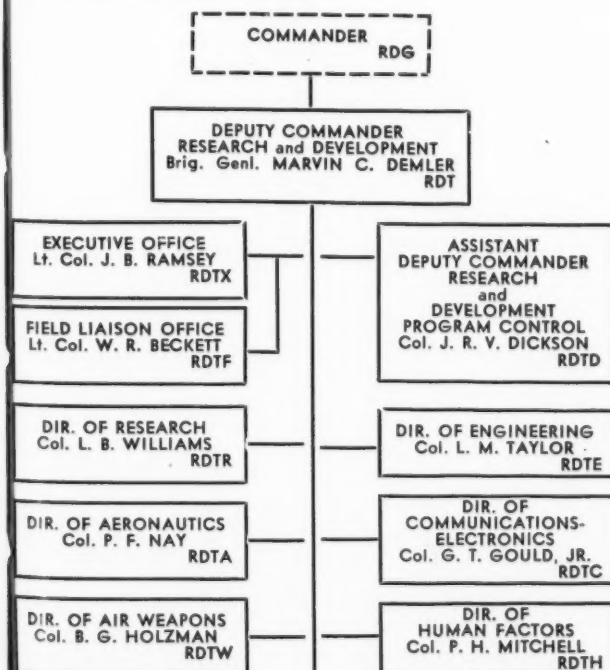 COMMANDER
RDG
DEPUTY COMMANDER
RESEARCH and DEVELOPMENT
Brig. Genl. MARVIN C. DEMLER
RDT
EXECUTIVE OFFICE
Lt. Col. J. B. RAMSEY
RDTX
ASSISTANT
DEPUTY COMMANDER
RESEARCH
and
DEVELOPMENT
PROGRAM CONTROL
Col. J. R. V. DICKSON
RDTD
FIELD LIAISON OFFICE
Lt. Col. W. R. BECKETT
RDTF
DIR. OF RESEARCH
Col. L. B. WILLIAMS
RDTR
DIR. OF ENGINEERING
Col. L. M. TAYLOR
RDTE
DIR. OF AERONAUTICS
Col. P. F. NAY
RDTA
DIR. OF
COMMUNICATIONS-
ELECTRONICS
Col. G. T. GOULD, JR.
RDTC
DIR. OF AIR WEAPONS
Col. B. G. HOLZMAN
RDTW
DIR. OF
HUMAN FACTORS
Col. P. H. MITCHELL
RDTH